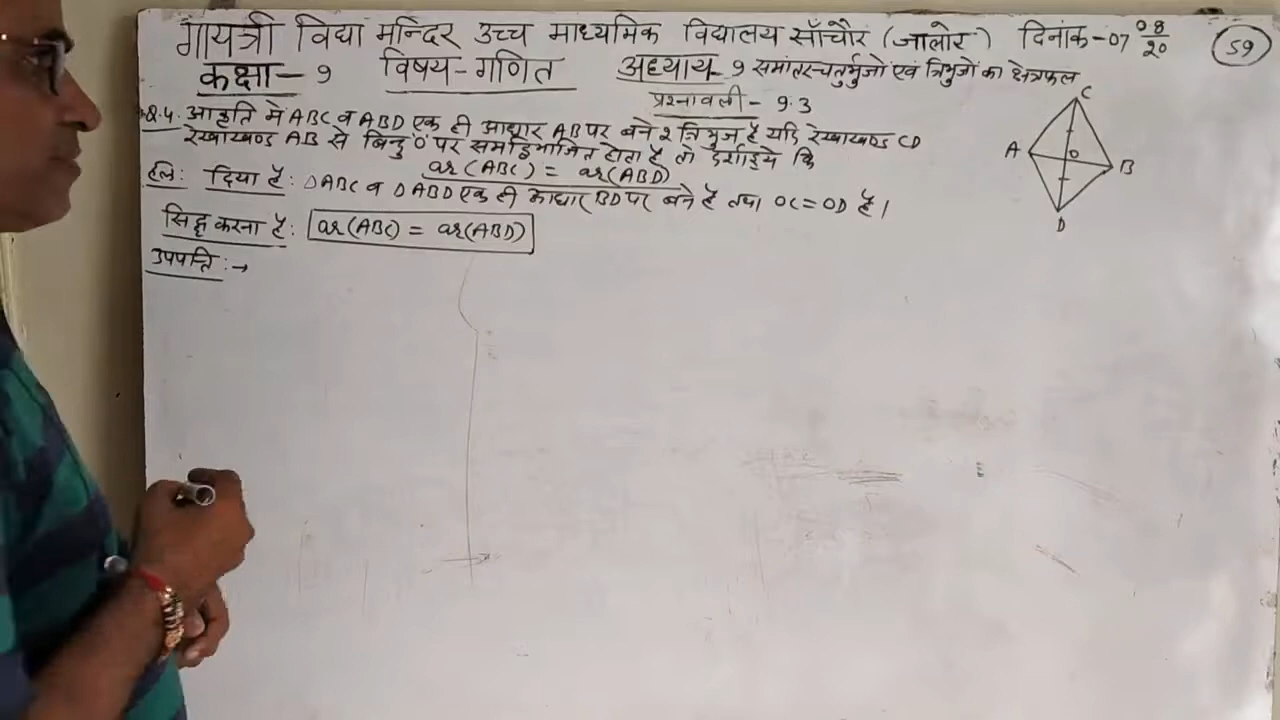 गायत्री विद्या मन्दिर उच्च माध्यमिक विद्यालय साँचौर (जालोर) दिनांक-07 08/20
59
कक्षा-9 विषय-गणित अध्याय-9 समांतर चतुर्भुजों एवं त्रिभुजों का क्षेत्रफल
प्रश्नावली-9.3
Q.4. आकृति में ABC व ABD एक ही आधार AB पर बने 2 त्रिभुज है यदि रेखाखण्ड CD
रेखाखण्ड AB से बिन्दु O पर समद्विभाजित होता है तो दर्शाइये कि
ar(ABC) = ar(ABD)
हल: दिया है: △ABC व △ABD एक ही आधार BD पर बने है तथा OC=OD है।
सिद्ध करना है: ar(ABC) = ar(ABD)
उपपत्ति:→
C
A
O
B
D